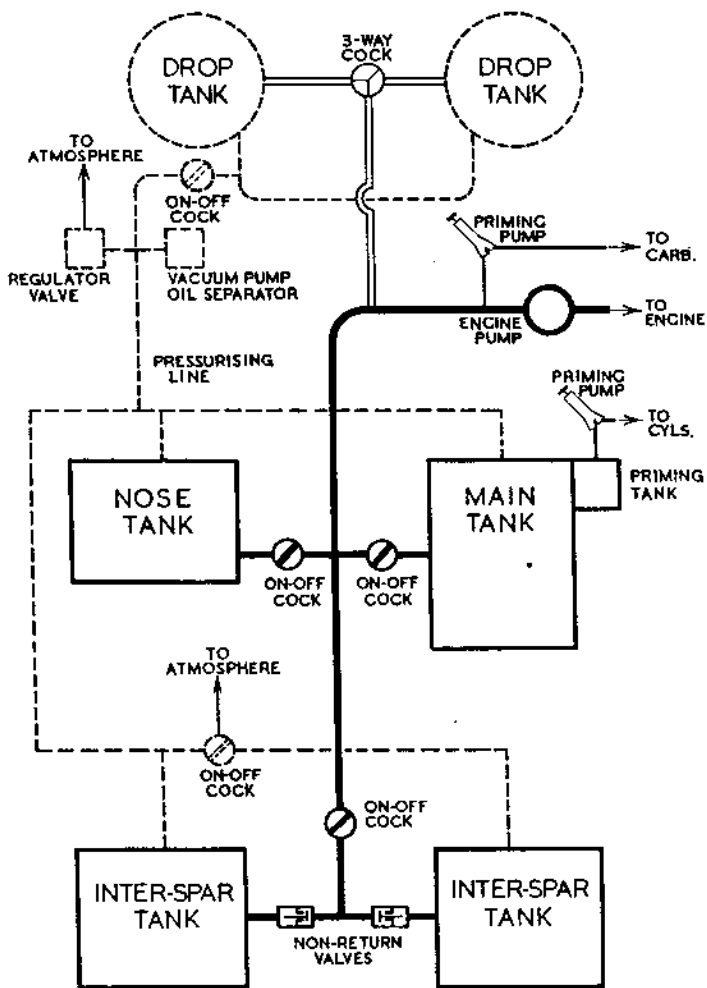 3-WAY
COCK
DROP
TANK
DROP
TANK
TO
ATMOSPHERE
ON-OFF
COCK
PRIMING
PUMP
TO
CARB.
REGULATOR
VALVE
VACUUM PUMP
OIL SEPARATOR
ENGINE
PUMP
TO
ENGINE
PRESSURISING
LINE
PRIMING
PUMP
TO
CYLS.
NOSE
TANK
MAIN
TANK
PRIMING
TANK
ON-OFF
COCK
ON-OFF
COCK
TO
ATMOSPHERE
ON-OFF
COCK
ON-OFF
COCK
INTER-SPAR
TANK
INTER-SPAR
TANK
NON-RETURN
VALVES